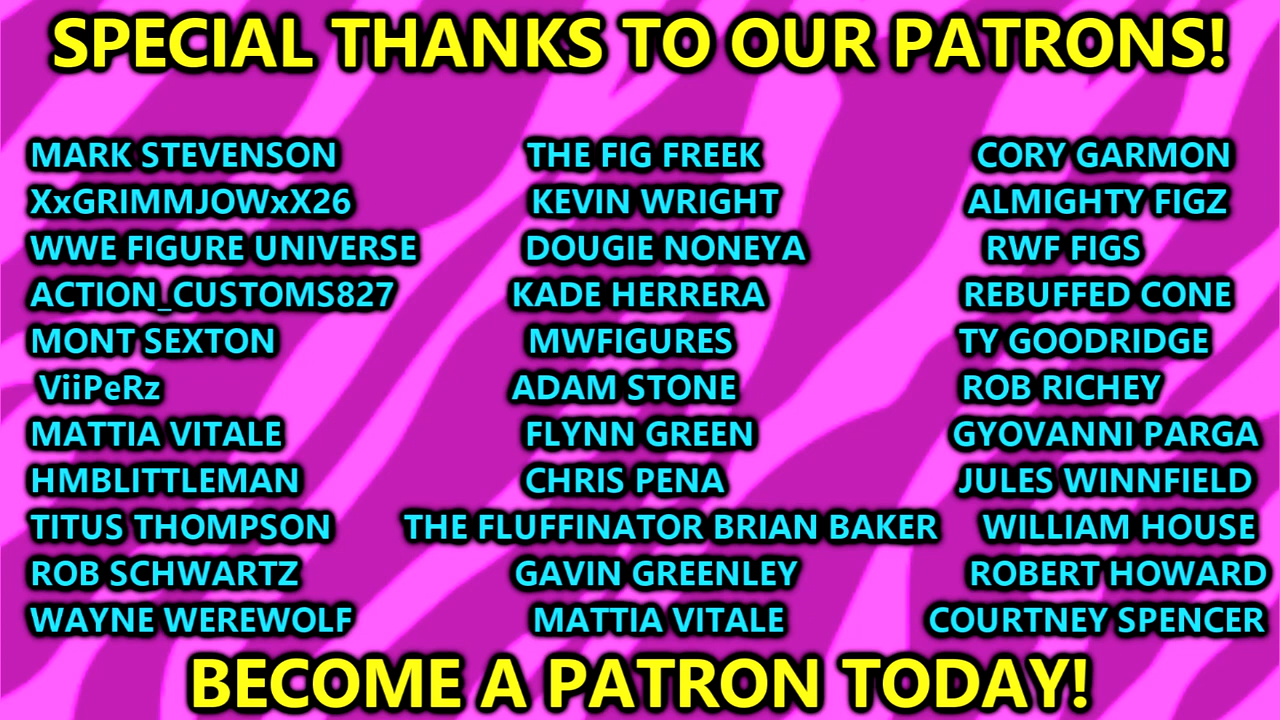 SPECIAL THANKS TO OUR PATRONS!
MARK STEVENSON THE FIG FREEK CORY GARMON
XxGRIMMJOWxX26 KEVIN WRIGHT ALMIGHTY FIGZ
WWE FIGURE UNIVERSE DOUGIE NONEYA RWF FIGS
ACTION_CUSTOMS827 KADE HERRERA REBUFFED CONE
MONT SEXTON MWFIGURES TY GOODRIDGE
ViiPeRz ADAM STONE ROB RICHEY
MATTIA VITALE FLYNN GREEN GYOVANNI PARGA
HMBLITTLEMAN CHRIS PENA JULES WINNFIELD
TITUS THOMPSON THE FLUFFINATOR BRIAN BAKER WILLIAM HOUSE
ROB SCHWARTZ GAVIN GREENLEY ROBERT HOWARD
WAYNE WEREWOLF MATTIA VITALE COURTNEY SPENCER
BECOME A PATRON TODAY!